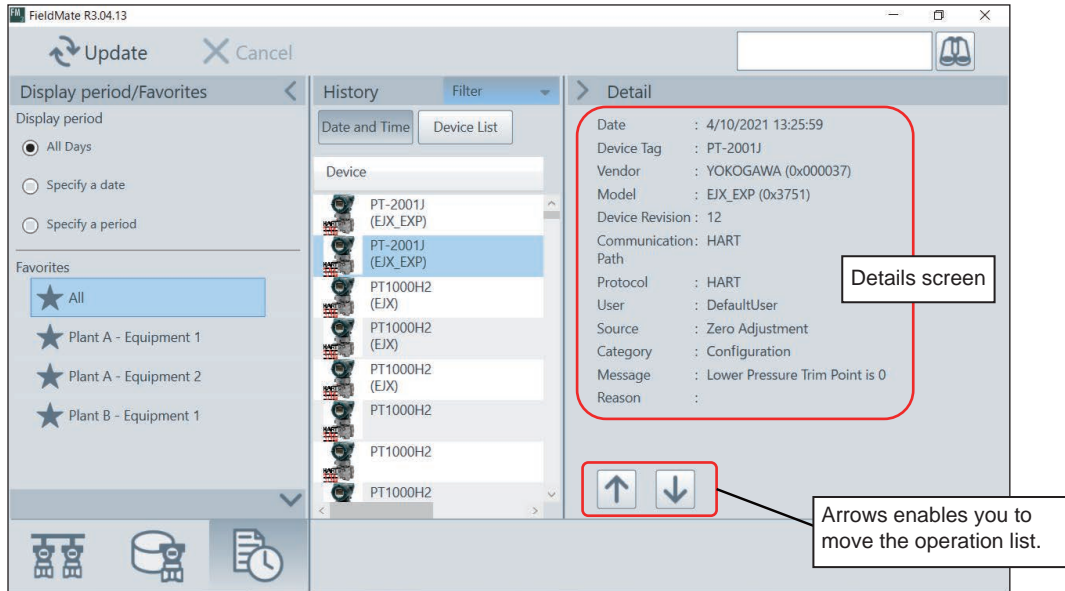 FieldMate R3.04.13
Update
Cancel
Display period/Favorites
Display period
All Days
Specify a date
Specify a period
Favorites
All
Plant A - Equipment 1
Plant A - Equipment 2
Plant B - Equipment 1
History
Filter
Date and Time
Device List
Device
PT-2001J
(EJX_EXP)
PT-2001J
(EJX_EXP)
PT1000H2
(EJX)
PT1000H2
(EJX)
PT1000H2
(EJX)
PT1000H2
PT1000H2
PT1000H2
Detail
Date : 4/10/2021 13:25:59
Device Tag : PT-2001J
Vendor : YOKOGAWA (0x000037)
Model : EJX_EXP (0x3751)
Device Revision : 12
Communication : HART
Path
Protocol : HART
User : DefaultUser
Source : Zero Adjustment
Category : Configuration
Message : Lower Pressure Trim Point is 0
Reason :
Details screen
Arrows enables you to
move the operation list.